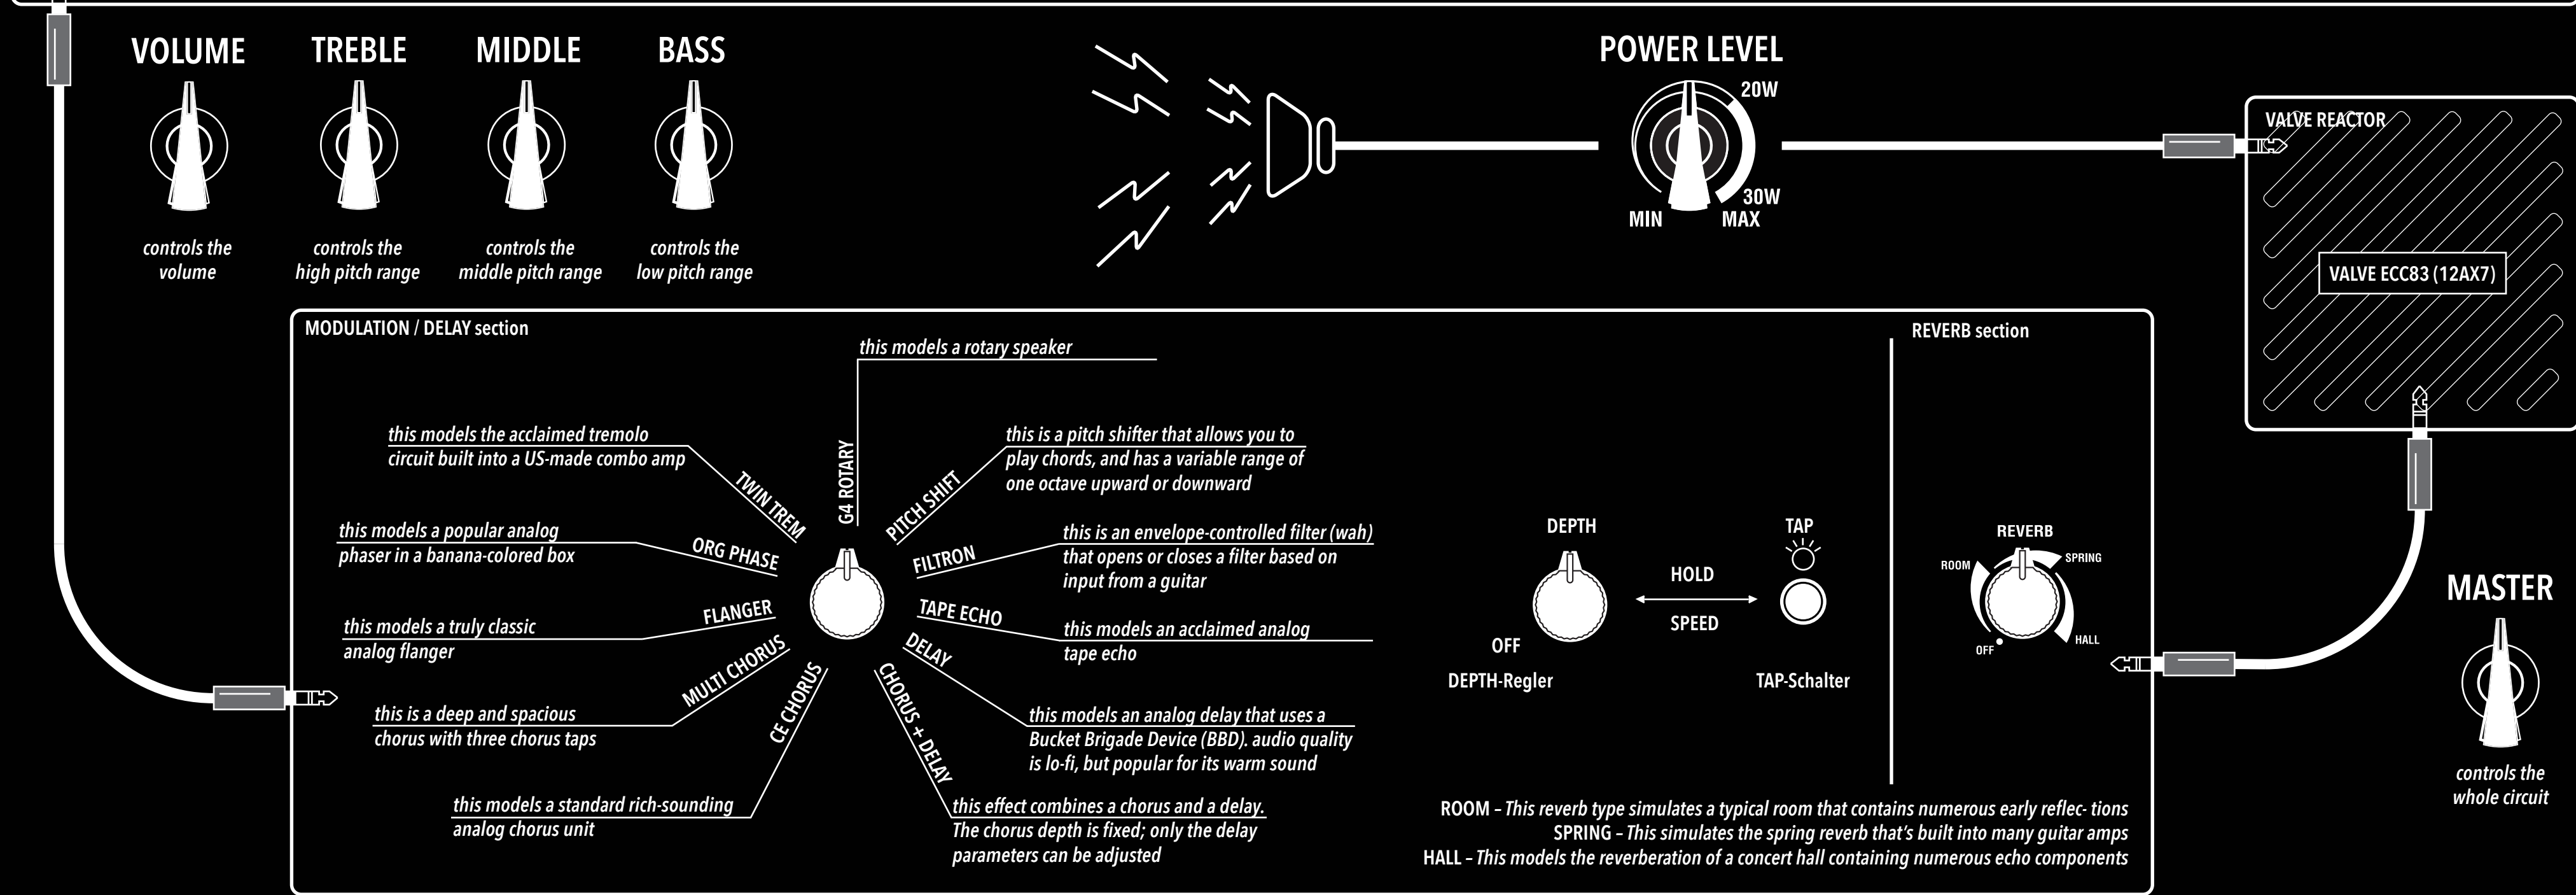 VOLUME
TREBLE
MIDDLE
BASS
controls the
volume
controls the
high pitch range
controls the
middle pitch range
controls the
low pitch range
POWER LEVEL
20W
30W
MIN
MAX
VALVE REACTOR
VALVE ECC83 (12AX7)
MODULATION / DELAY section
this models a rotary speaker
G4 ROTARY
this models the acclaimed tremolo
circuit built into a US-made combo amp
TWIN TREM
this models a popular analog
phaser in a banana-colored box
ORG PHASE
this models a truly classic
analog flanger
FLANGER
this is a deep and spacious
chorus with three chorus taps
MULTI CHORUS
this models a standard rich-sounding
analog chorus unit
CE CHORUS
PITCH SHIFT
this is a pitch shifter that allows you to
play chords, and has a variable range of
one octave upward or downward
FILTRON
this is an envelope-controlled filter (wah)
that opens or closes a filter based on
input from a guitar
TAPE ECHO
this models an acclaimed analog
tape echo
DELAY
this models an analog delay that uses a
Bucket Brigade Device (BBD). audio quality
is lo-fi, but popular for its warm sound
CHORUS + DELAY
this effect combines a chorus and a delay.
The chorus depth is fixed; only the delay
parameters can be adjusted
DEPTH
OFF
DEPTH-Regler
HOLD
SPEED
TAP
TAP-Schalter
REVERB section
REVERB
ROOM
SPRING
OFF
HALL
ROOM – This reverb type simulates a typical room that contains numerous early reflec- tions
SPRING – This simulates the spring reverb that's built into many guitar amps
HALL – This models the reverberation of a concert hall containing numerous echo components
MASTER
controls the
whole circuit